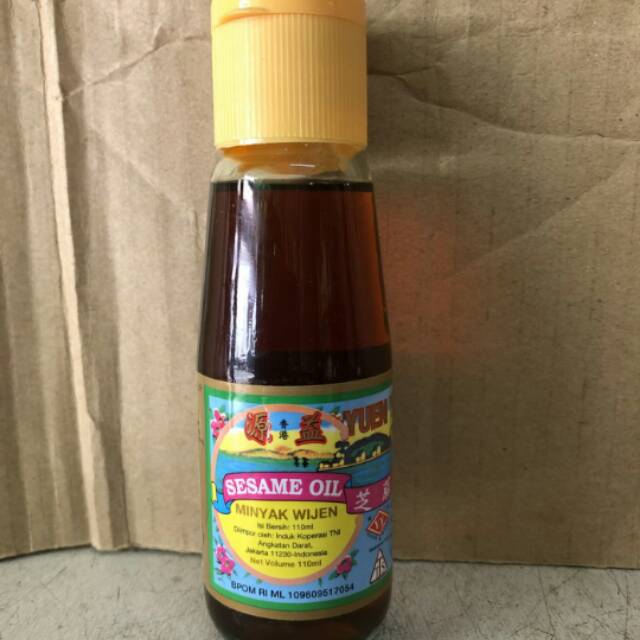 源 香港 益
YUEN
SESAME OIL
芝
MINYAK WIJEN
Isi Bersih: 110ml
Diimpor oleh: Induk Koperasi TNI
Angkatan Darat,
Jakarta 11230-Indonesia
Net Volume 110ml
BPOM RI ML 109609517054